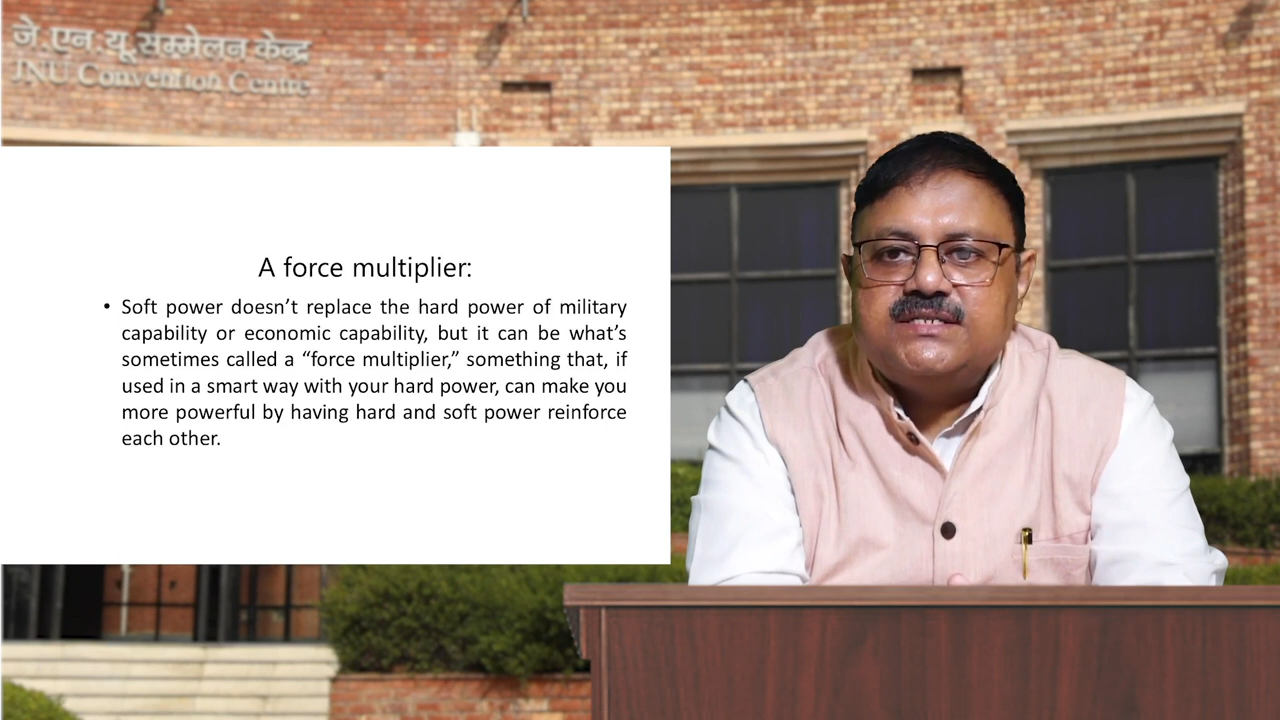 जे.एन.यू.सम्मेलन केन्द्र
JNU Convention Centre
A force multiplier:
• Soft power doesn’t replace the hard power of military
capability or economic capability, but it can be what’s
sometimes called a “force multiplier,” something that, if
used in a smart way with your hard power, can make you
more powerful by having hard and soft power reinforce
each other.